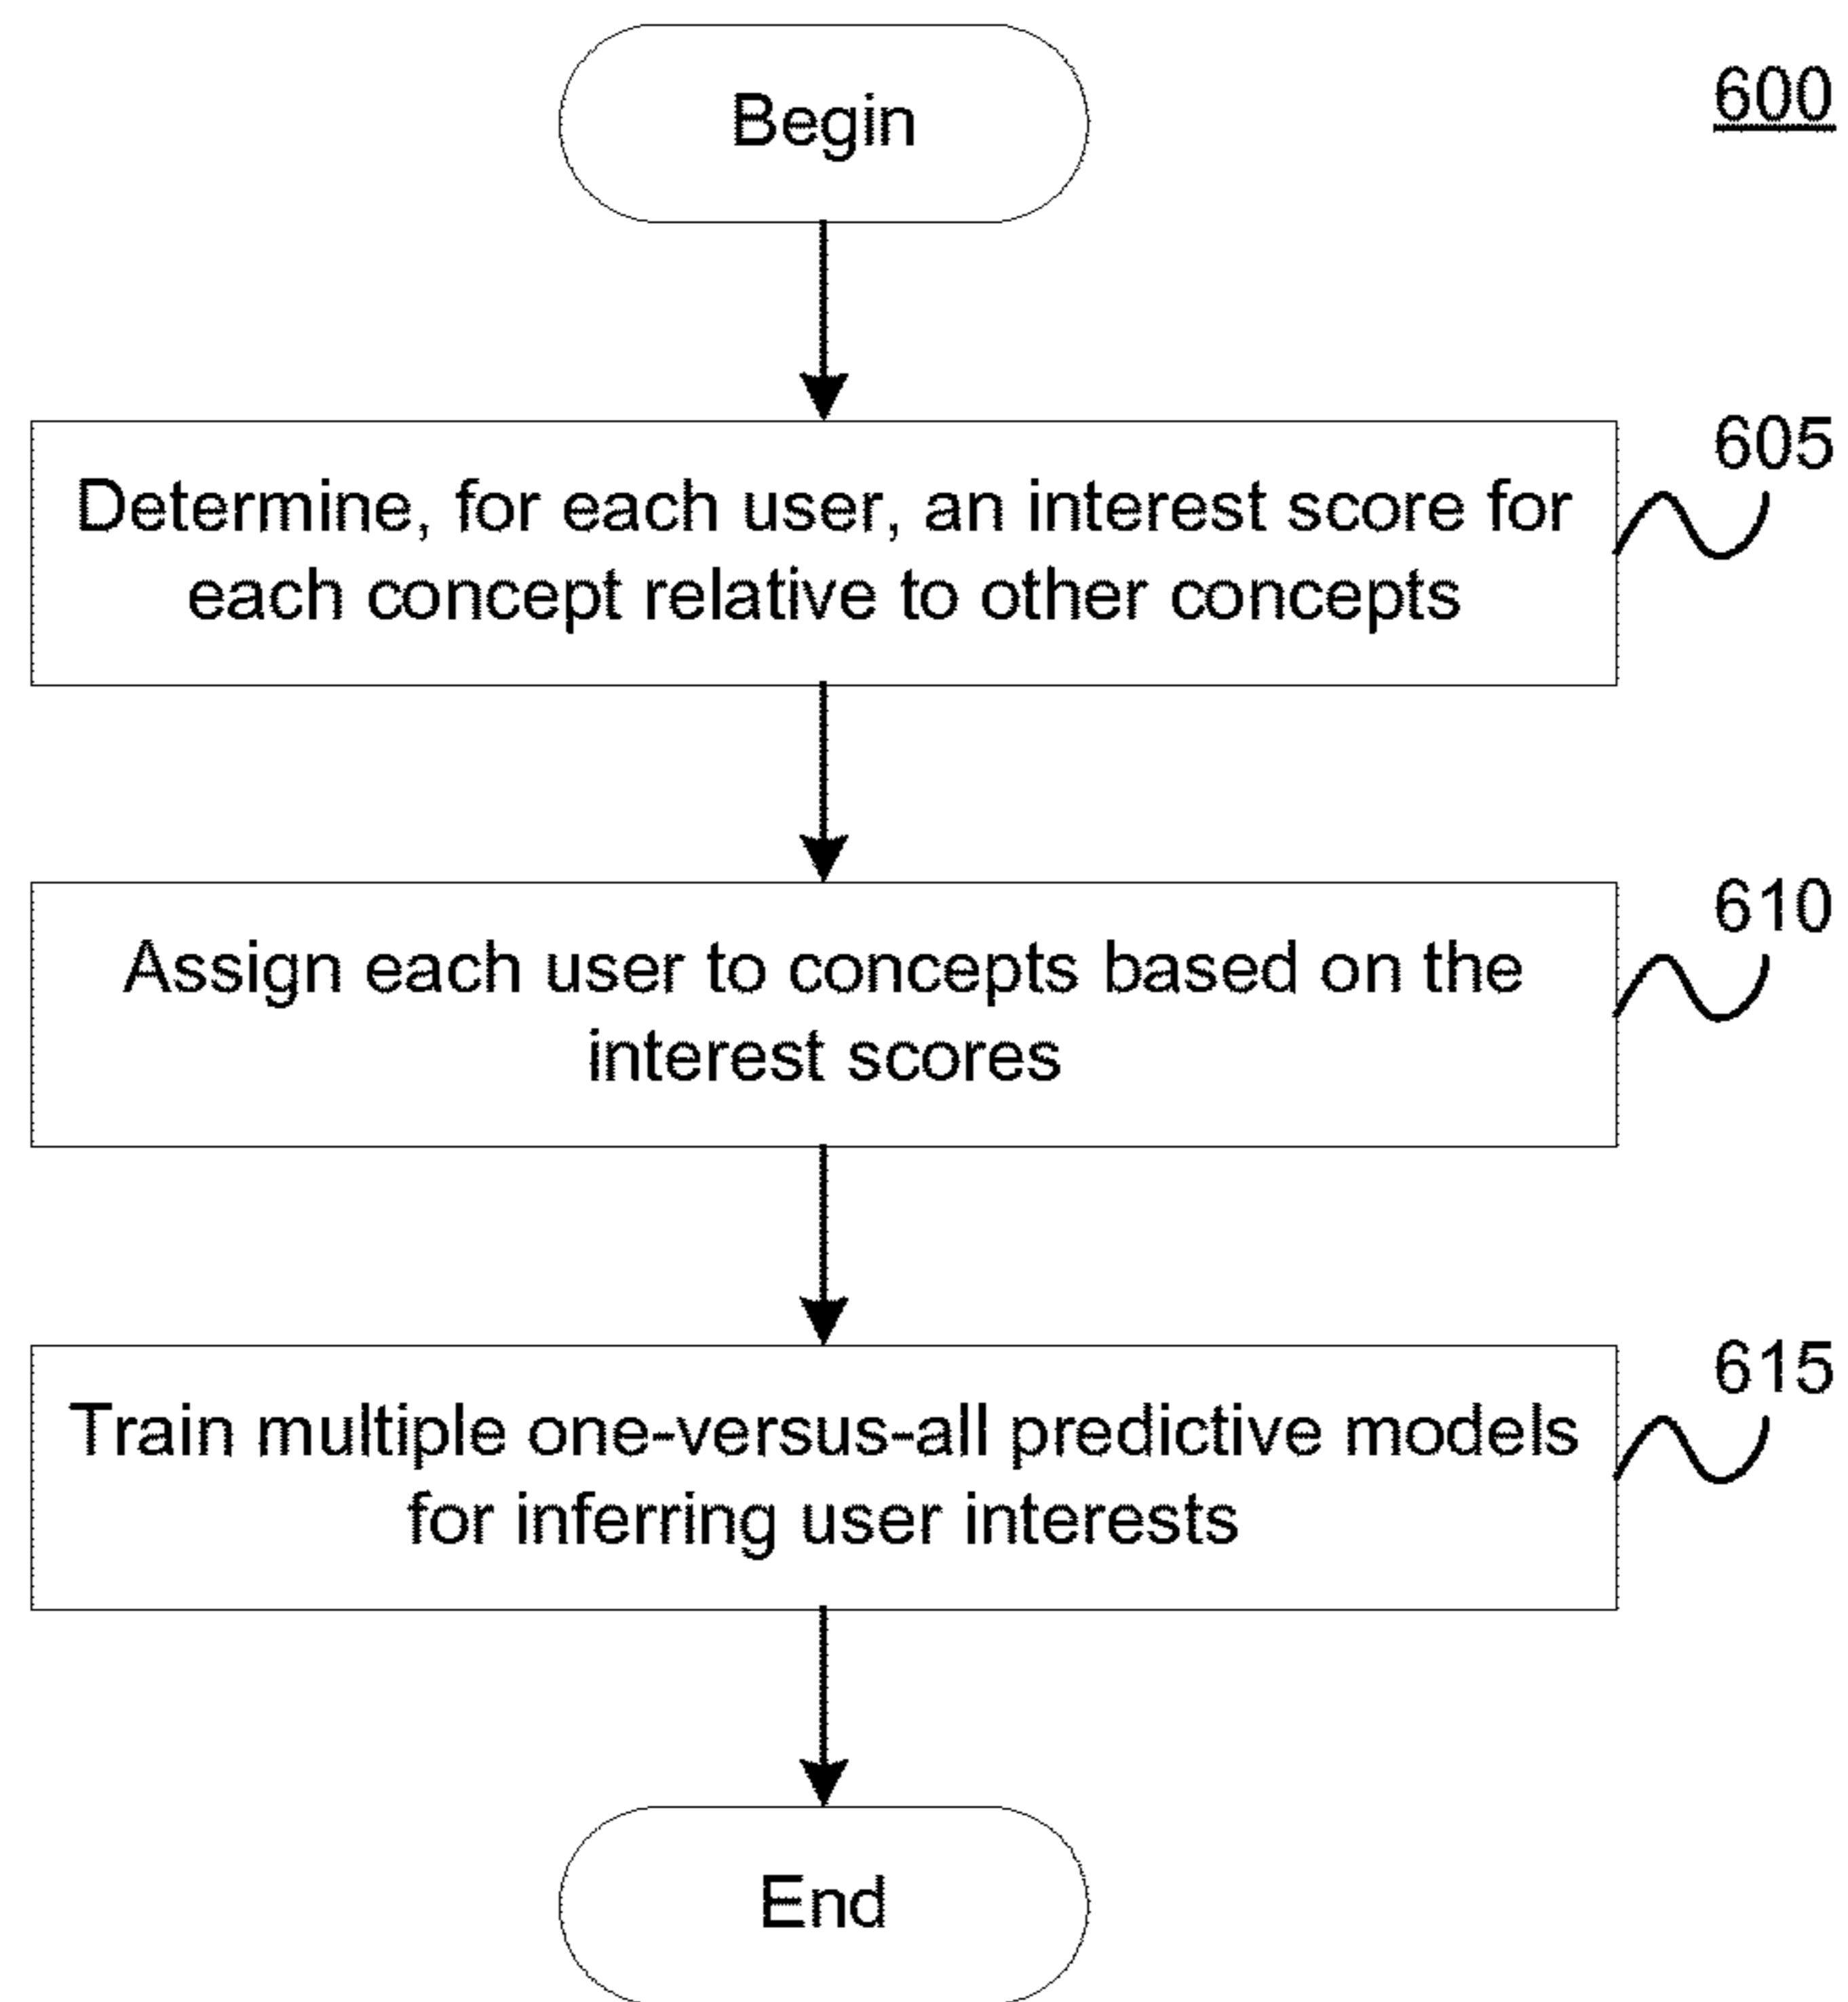 Begin
600
605
Determine, for each user, an interest score for
each concept relative to other concepts
610
Assign each user to concepts based on the
interest scores
615
Train multiple one-versus-all predictive models
for inferring user interests
End